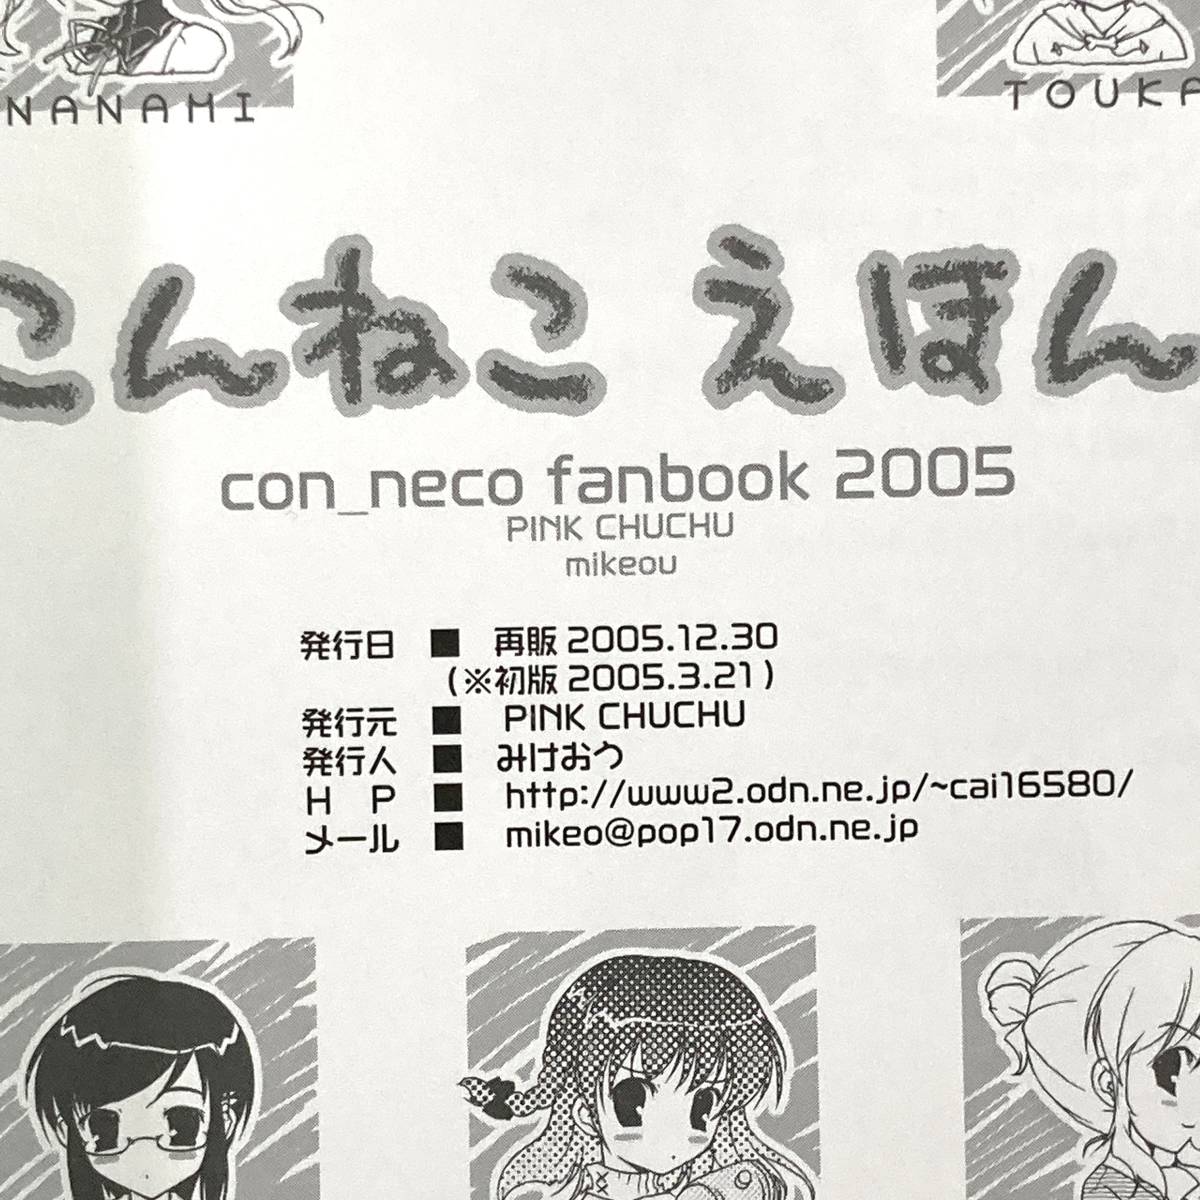 NANAMI
TOUKA
こんねこ えほん
con_neco fanbook 2005
PINK CHUCHU
mikeou
発行日 ■ 再販 2005.12.30
(※初版 2005.3.21)
発行元 ■ PINK CHUCHU
発行人 ■ みけおう
H P ■ http://www2.odn.ne.jp/~cai16580/
メール ■ mikeo@pop17.odn.ne.jp